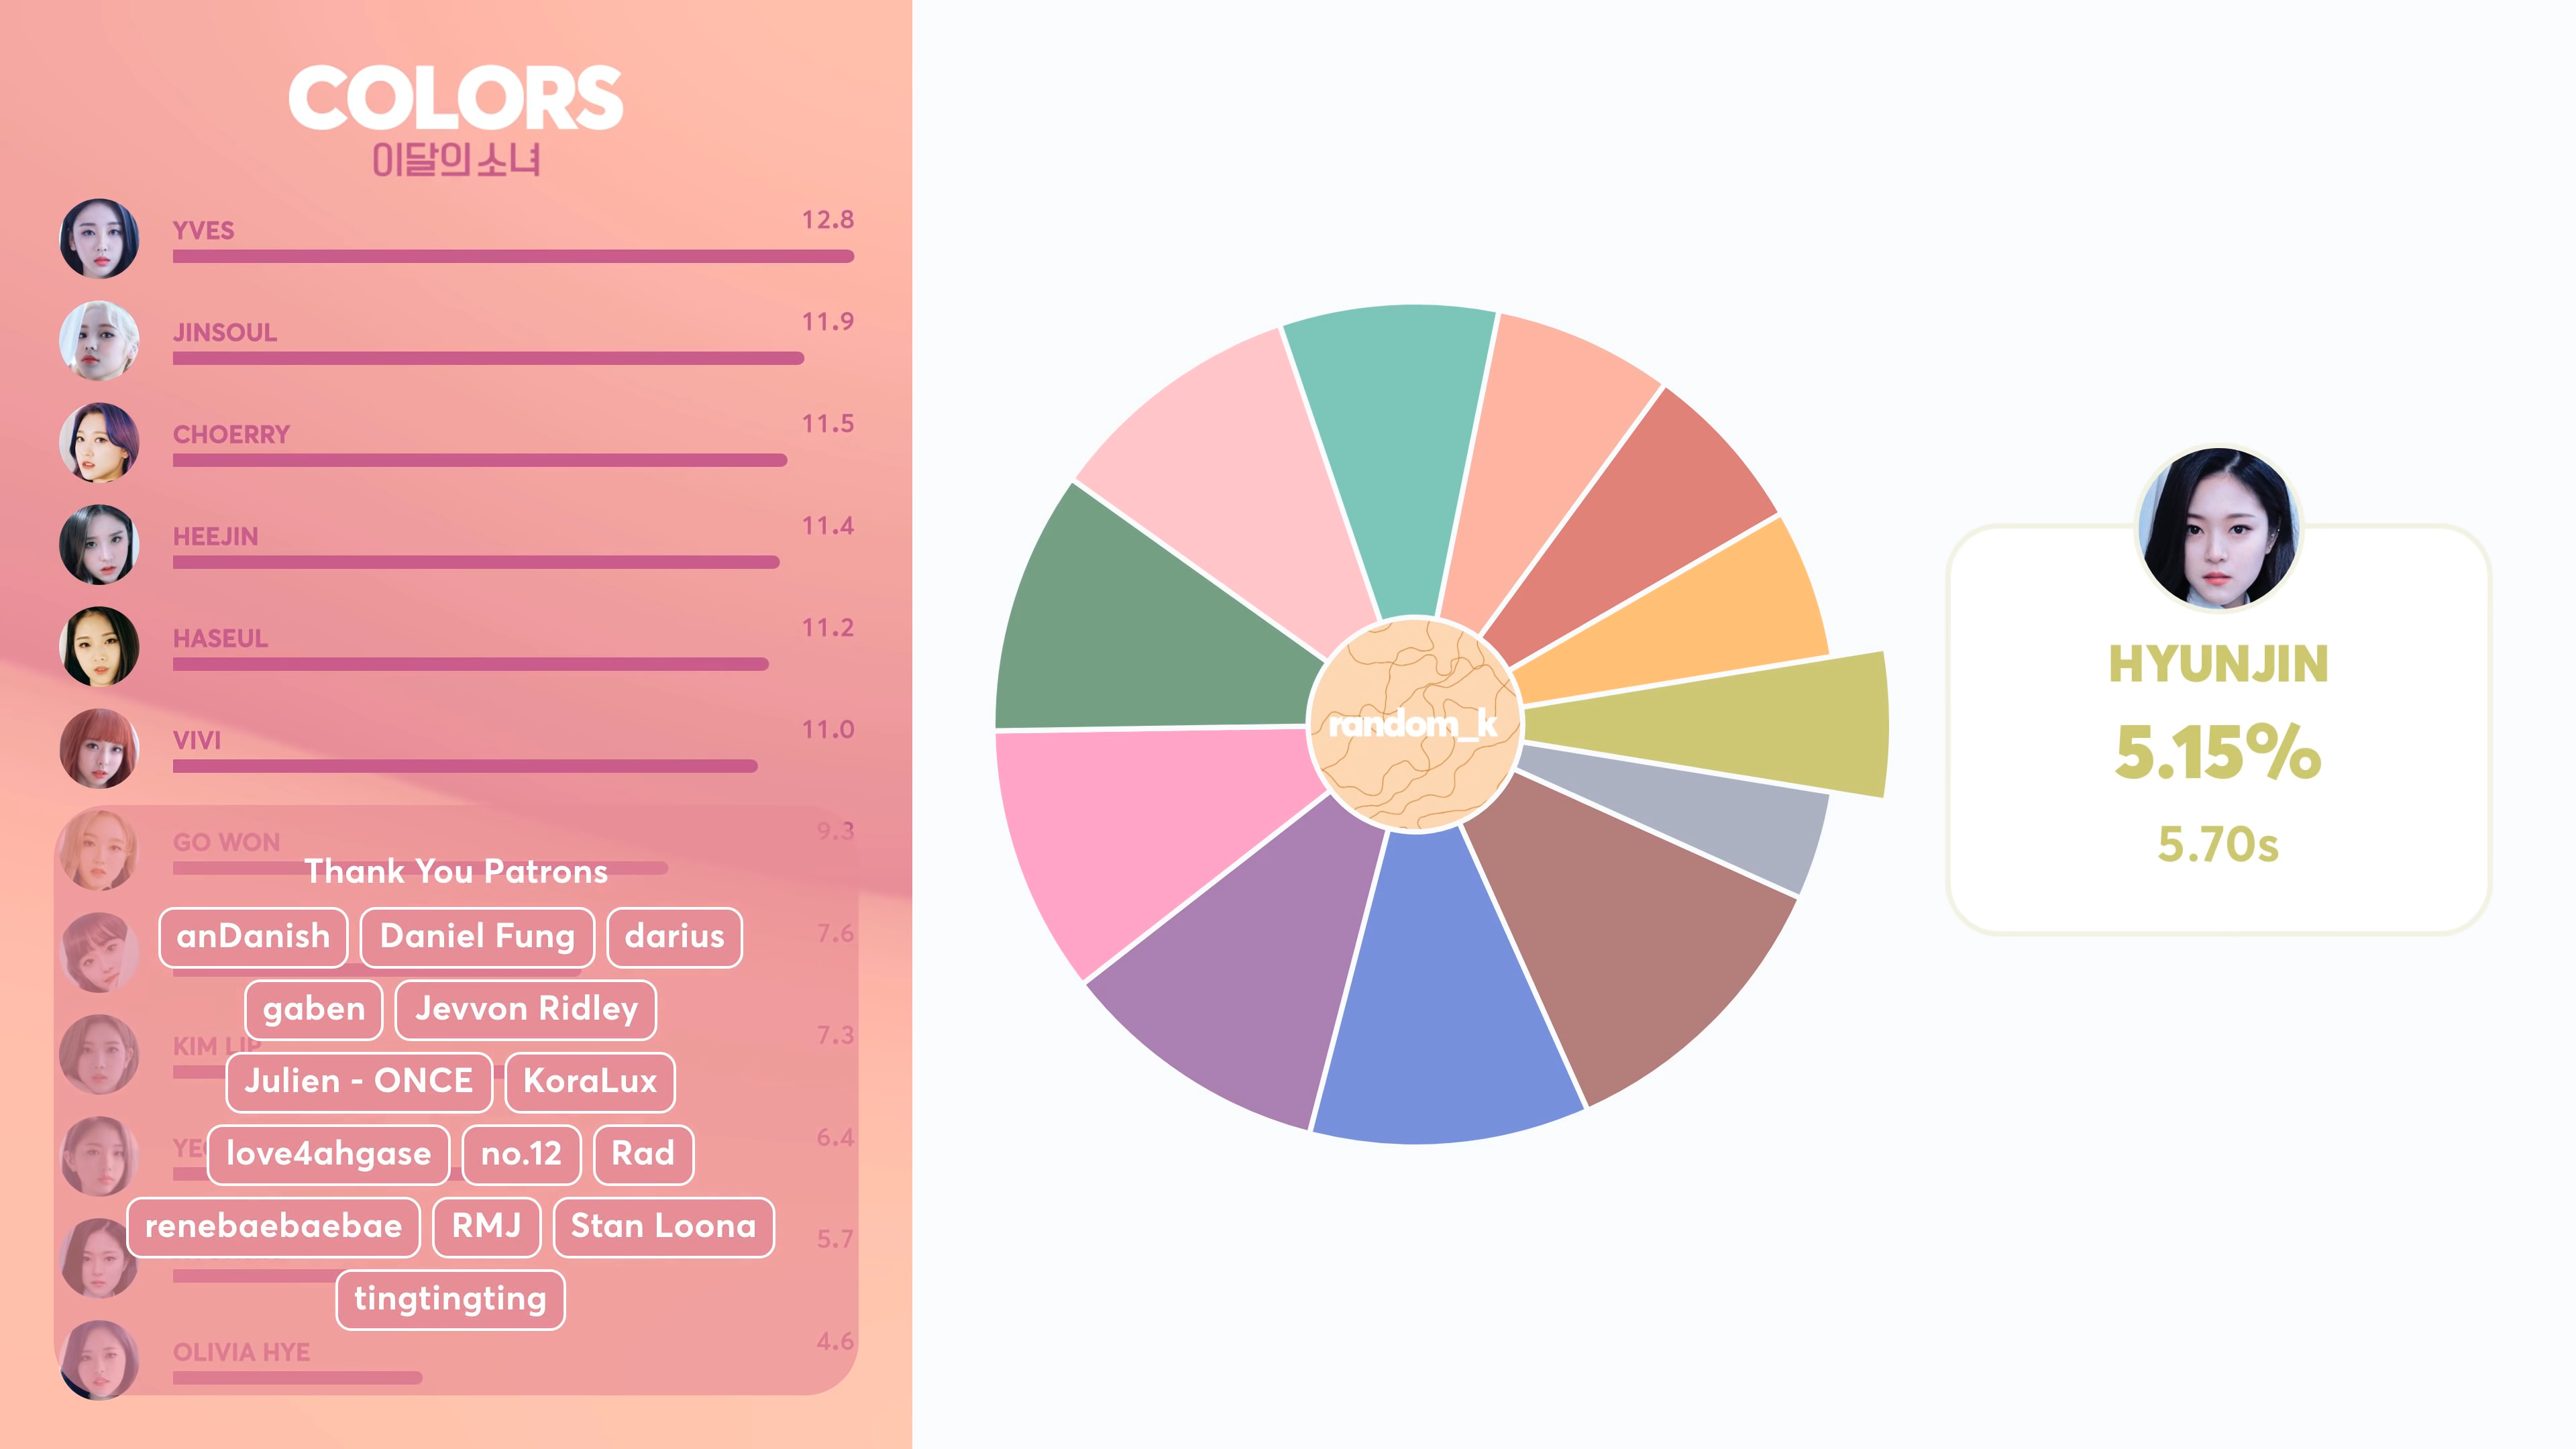 COLORS
이달의 소녀
YVES 12.8
JINSOUL 11.9
CHOERRY 11.5
HEEJIN 11.4
HASEUL 11.2
VIVI 11.0
GO WON 9.3
Thank You Patrons
anDanish Daniel Fung darius
7.6
gaben Jevvon Ridley
KIM LIP 7.3
Julien - ONCE KoraLux
6.4
love4ahgase no.12 Rad
renebaebaebae RMJ Stan Loona
5.7
tingtingting
OLIVIA HYE 4.6
random_k
HYUNJIN
5.15%
5.70s